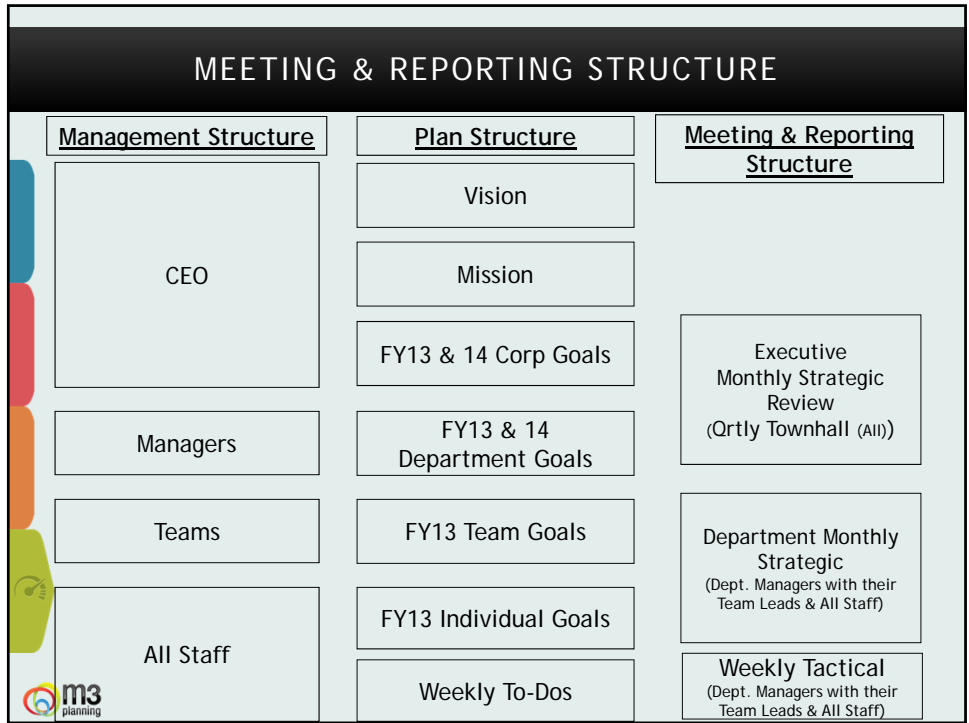 MEETING & REPORTING STRUCTURE
Management Structure
CEO
Managers
Teams
All Staff
Plan Structure
Vision
Mission
FY13 & 14 Corp Goals
FY13 & 14
Department Goals
FY13 Team Goals
FY13 Individual Goals
Weekly To-Dos
Meeting & Reporting
Structure
Executive
Monthly Strategic
Review
(Qrtly Townhall (All))
Department Monthly
Strategic
(Dept. Managers with their
Team Leads & All Staff)
Weekly Tactical
(Dept. Managers with their
Team Leads & All Staff)
m3
planning